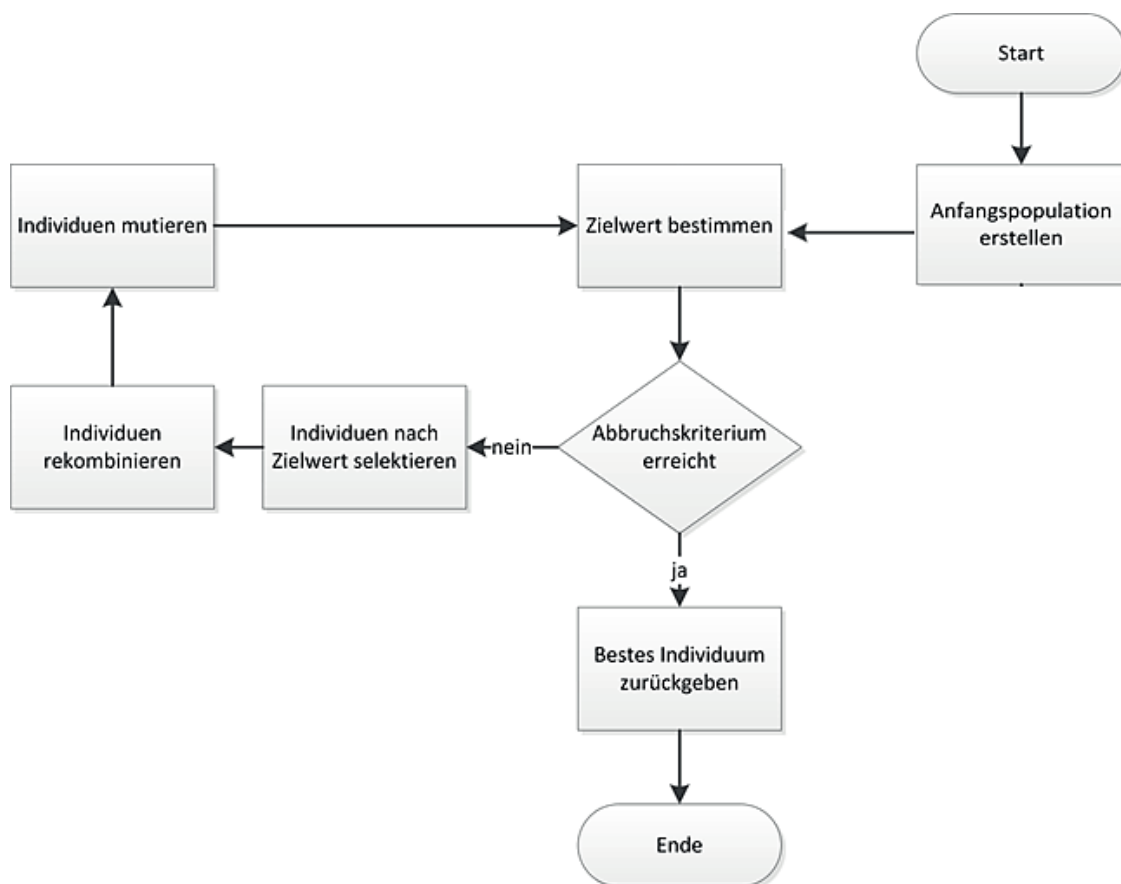 Start
Anfangspopulation
erstellen
Zielwert bestimmen
Individuen mutieren
Abbruchskriterium
erreicht
nein
Individuen nach
Zielwert selektieren
Individuen
rekombinieren
ja
Bestes Individuum
zurückgeben
Ende